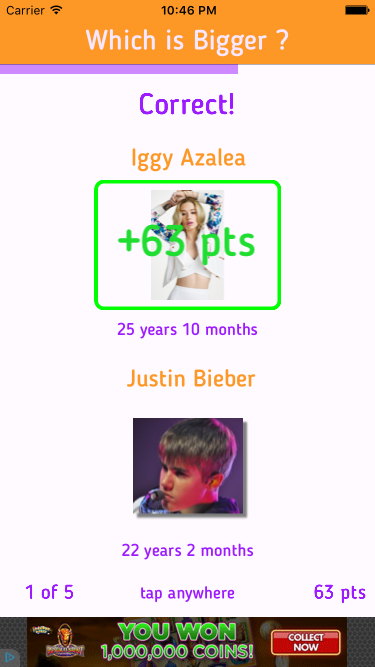 Carrier 10:46 PM
Which is Bigger ?
Correct!
Iggy Azalea
+63 pts
25 years 10 months
Justin Bieber
22 years 2 months
1 of 5 tap anywhere 63 pts
YOU WON
1,000,000 COINS!
COLLECT
NOW